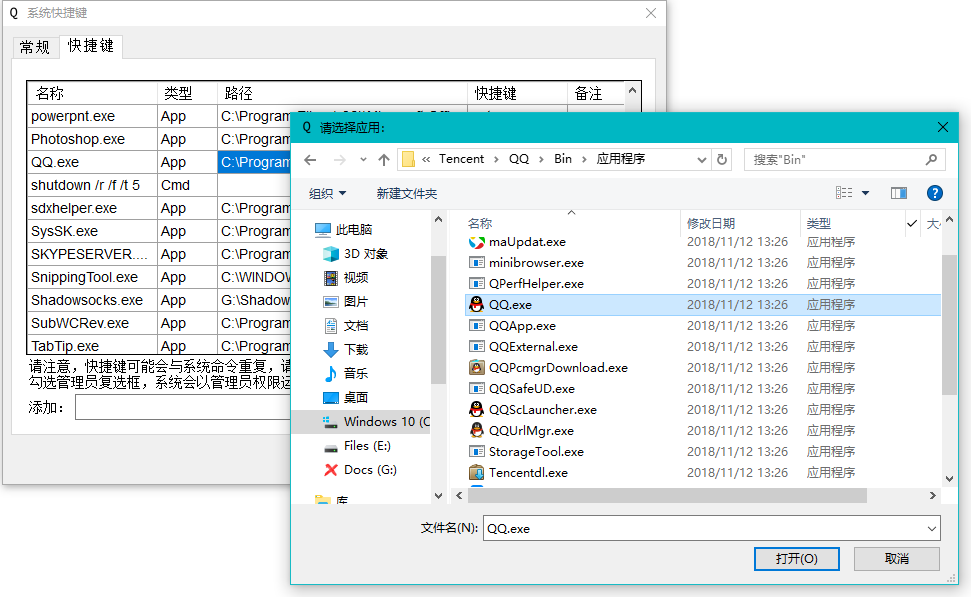 Q 系统快捷键
常规 快捷键
名称 类型 路径 快捷键 备注
powerpnt.exe App C:\Program
Photoshop.exe App C:\Program
QQ.exe App C:\Program
shutdown /r /f /t 5 Cmd
sdxhelper.exe App C:\Program
SysSK.exe App C:\Program
SKYPESERVER.... App C:\Program
SnippingTool.exe App C:\WINDOW
Shadowsocks.exe App G:\Shadow
SubWCRev.exe App C:\Program
TabTip.exe App C:\Program
请注意，快捷键可能会与系统命令重复，请
勾选管理员复选框，系统会以管理员权限运
添加:
Q 请选择应用:
« Tencent › QQ › Bin › 应用程序
搜索"Bin"
组织 新建文件夹
此电脑
3D 对象
视频
图片
文档
下载
音乐
桌面
Windows 10 (C
Files (E:)
Docs (G:)
库
名称 修改日期 类型 大
maUpdat.exe 2018/11/12 13:26 应用程序
minibrowser.exe 2018/11/12 13:26 应用程序
QPerfHelper.exe 2018/11/12 13:26 应用程序
QQ.exe 2018/11/12 13:26 应用程序
QQApp.exe 2018/11/12 13:26 应用程序
QQExternal.exe 2018/11/12 13:26 应用程序
QQPcmgrDownload.exe 2018/11/12 13:26 应用程序
QQSafeUD.exe 2018/11/12 13:26 应用程序
QQScLauncher.exe 2018/11/12 13:26 应用程序
QQUrlMgr.exe 2018/11/12 13:26 应用程序
StorageTool.exe 2018/11/12 13:26 应用程序
Tencentdl.exe 2018/11/12 13:26 应用程序
文件名(N): QQ.exe
打开(O) 取消